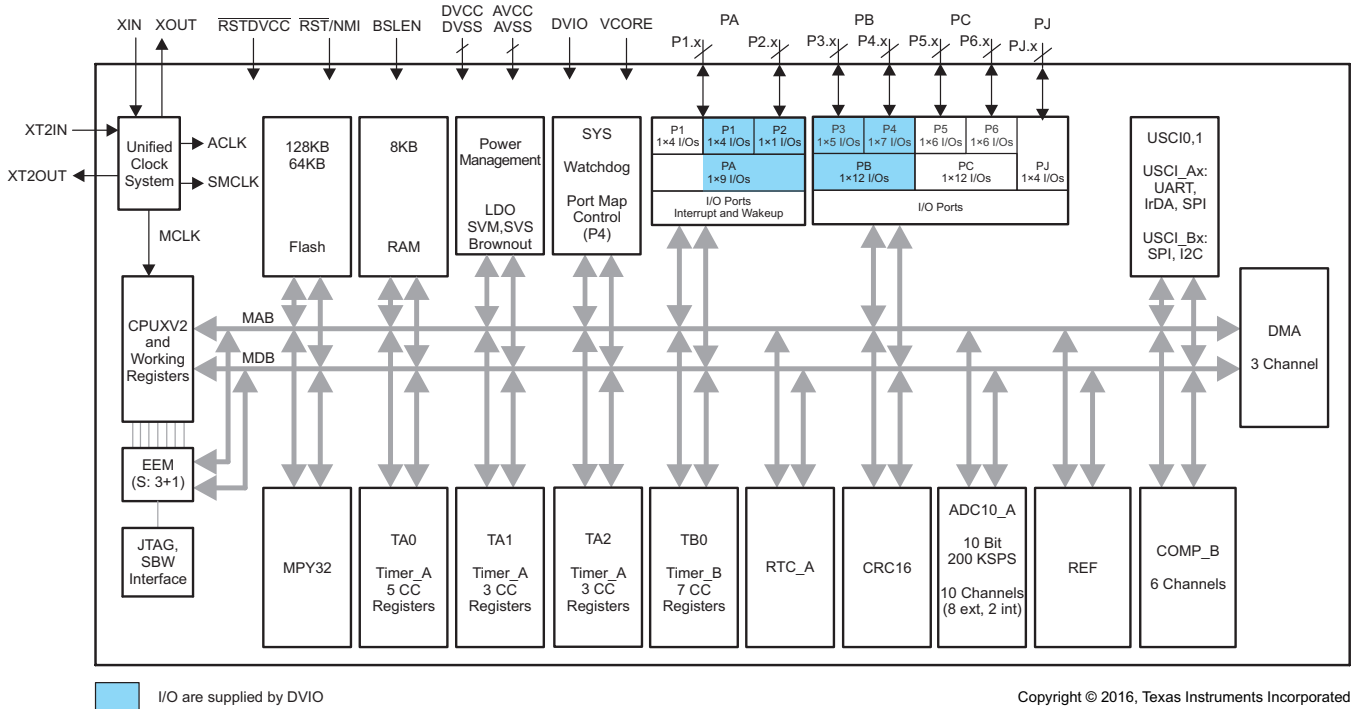 XIN
XOUT
RSTDVCC
RST/NMI
BSLEN
DVCC
DVSS
AVCC
AVSS
DVIO
VCORE
PA
P1.x
P2.x
PB
P3.x
P4.x
PC
P5.x
P6.x
PJ
PJ.x
XT2IN
XT2OUT
Unified
Clock
System
ACLK
SMCLK
MCLK
128KB
64KB
Flash
8KB
RAM
Power
Management
LDO
SVM,SVS
Brownout
SYS
Watchdog
Port Map
Control
(P4)
P1
1×4 I/Os
P1
1×4 I/Os
P2
1×1 I/Os
PA
1×9 I/Os
I/O Ports
Interrupt and Wakeup
P3
1×5 I/Os
P4
1×7 I/Os
P5
1×6 I/Os
P6
1×6 I/Os
PB
1×12 I/Os
PC
1×12 I/Os
PJ
1×4 I/Os
I/O Ports
USCI0,1
USCI_Ax:
UART,
IrDA, SPI
USCI_Bx:
SPI, I2C
CPUXV2
and
Working
Registers
MAB
MDB
DMA
3 Channel
EEM
(S: 3+1)
JTAG,
SBW
Interface
MPY32
TA0
Timer_A
5 CC
Registers
TA1
Timer_A
3 CC
Registers
TA2
Timer_A
3 CC
Registers
TB0
Timer_B
7 CC
Registers
RTC_A
CRC16
ADC10_A
10 Bit
200 KSPS
10 Channels
(8 ext, 2 int)
REF
COMP_B
6 Channels
I/O are supplied by DVIO
Copyright © 2016, Texas Instruments Incorporated